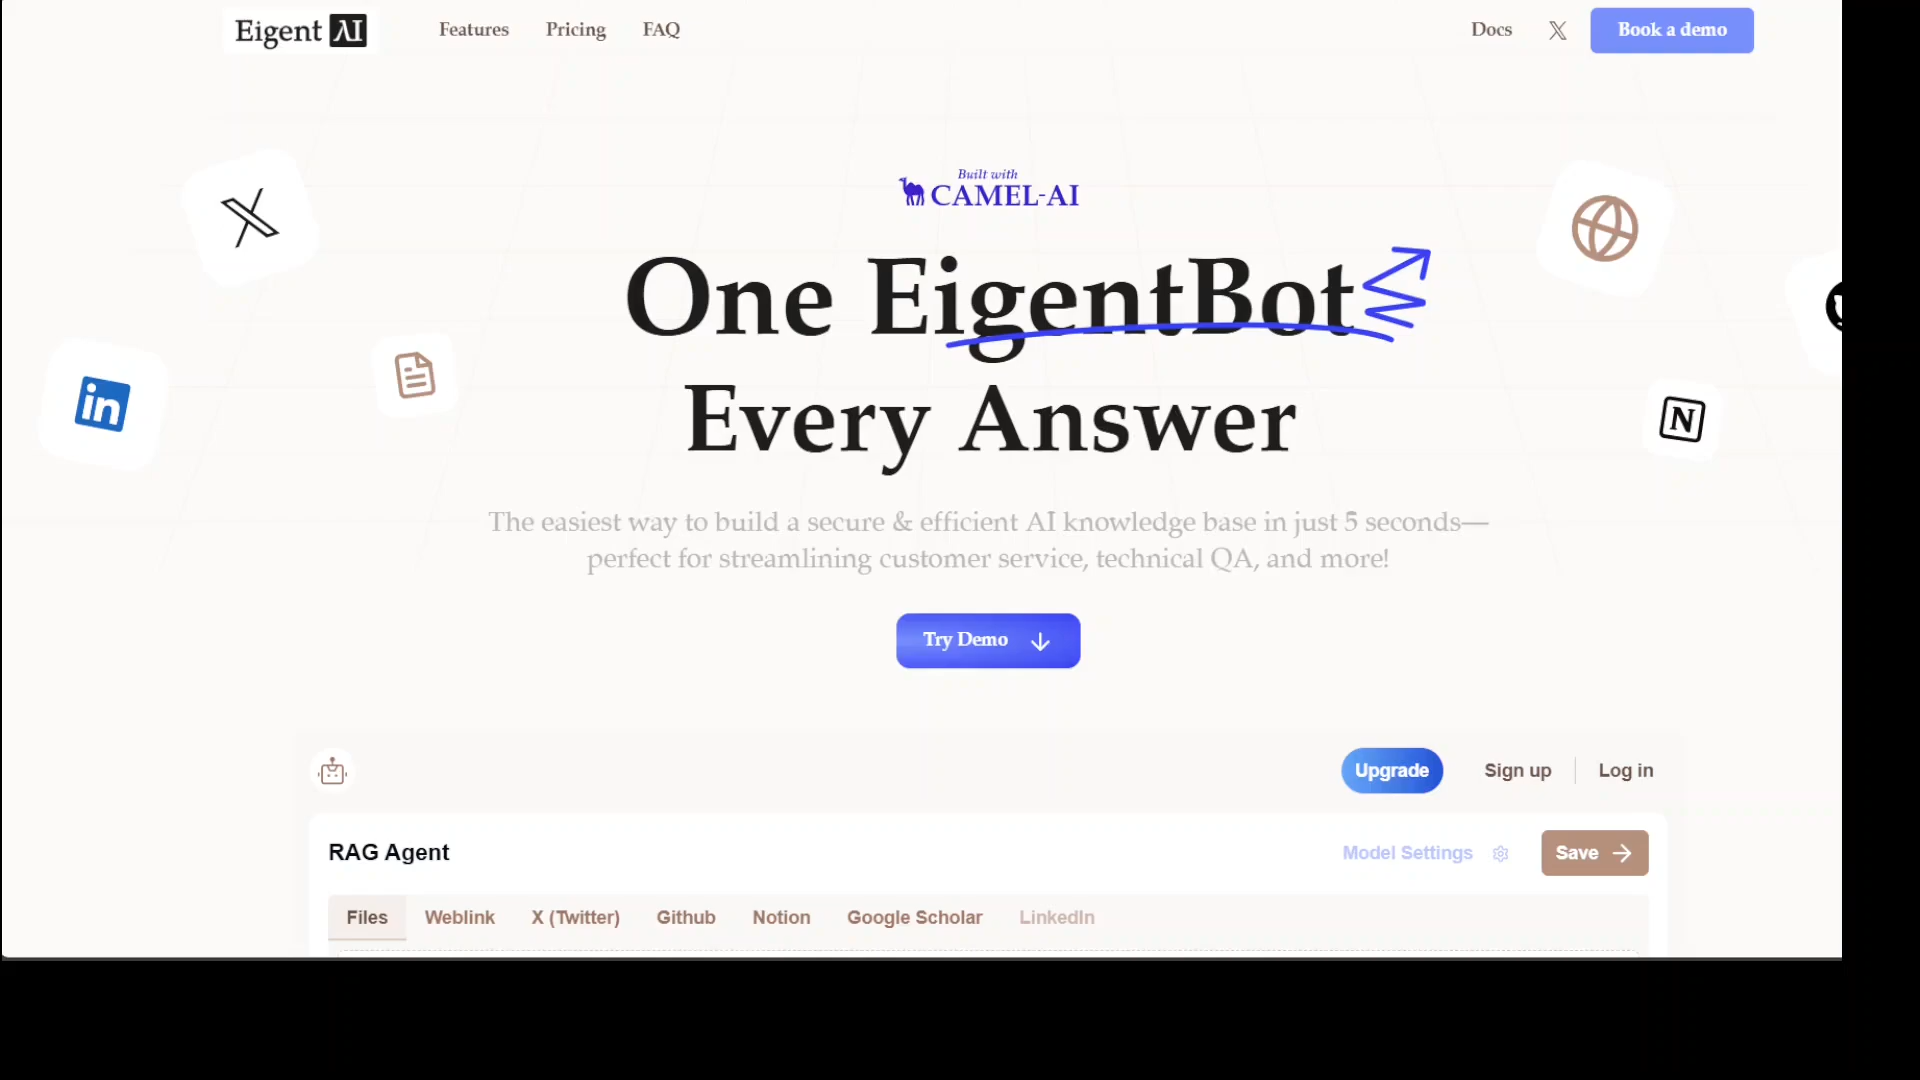 Eigent AI
Features Pricing FAQ
Docs Book a demo
Built with
CAMEL-AI
One EigentBot
Every Answer
The easiest way to build a secure & efficient AI knowledge base in just 5 seconds—
perfect for streamlining customer service, technical QA, and more!
Try Demo
Upgrade Sign up Log in
RAG Agent
Model Settings Save
Files Weblink X (Twitter) Github Notion Google Scholar LinkedIn